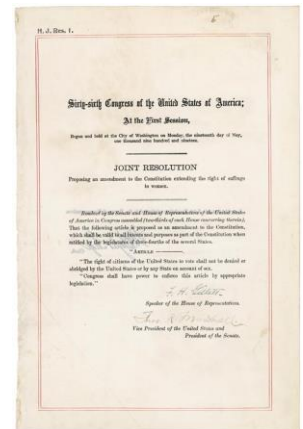 6
H. J. Res. 1.
Sixty-sixth Congress of the United States of America;
At the First Session,
Begun and held at the City of Washington on Monday, the nineteenth day of May,
one thousand nine hundred and nineteen.
JOINT RESOLUTION
Proposing an amendment to the Constitution extending the right of suffrage
to women.
Resolved by the Senate and House of Representatives of the United States
of America in Congress assembled (two-thirds of each House concurring therein),
That the following article is proposed as an amendment to the Constitution,
which shall be valid to all intents and purposes as part of the Constitution when
ratified by the legislatures of three-fourths of the several States.
"ARTICLE
"The right of citizens of the United States to vote shall not be denied or
abridged by the United States or by any State on account of sex.
"Congress shall have power to enforce this article by appropriate
legislation."
F. H. Gillett
Speaker of the House of Representatives.
Thos. R. Marshall
Vice President of the United States and
President of the Senate.